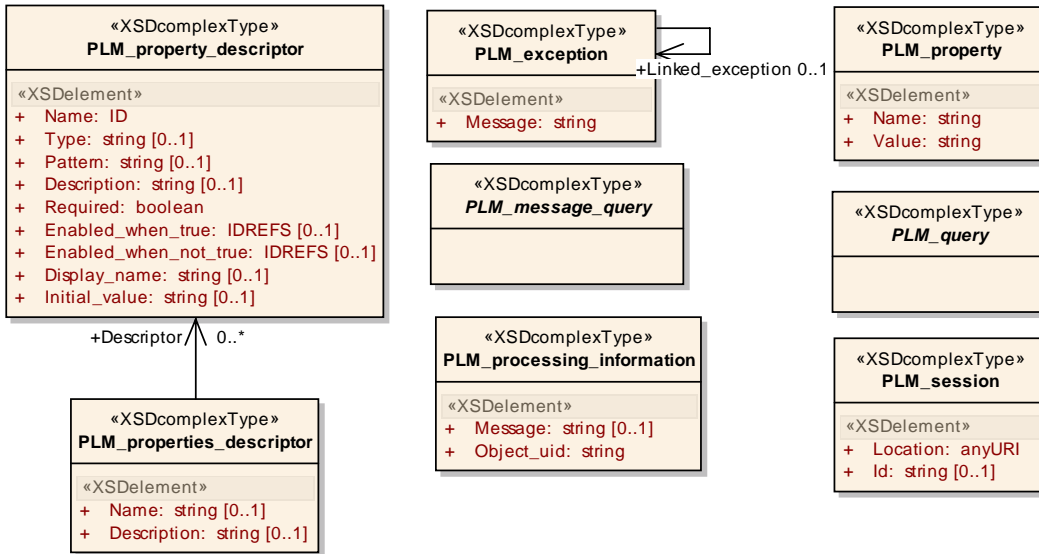 «XSDcomplexType»
PLM_property_descriptor
«XSDelement»
+ Name: ID
+ Type: string [0..1]
+ Pattern: string [0..1]
+ Description: string [0..1]
+ Required: boolean
+ Enabled_when_true: IDREFS [0..1]
+ Enabled_when_not_true: IDREFS [0..1]
+ Display_name: string [0..1]
+ Initial_value: string [0..1]
+Descriptor 0..*
«XSDcomplexType»
PLM_properties_descriptor
«XSDelement»
+ Name: string [0..1]
+ Description: string [0..1]
«XSDcomplexType»
PLM_exception
+Linked_exception 0..1
«XSDelement»
+ Message: string
«XSDcomplexType»
PLM_message_query
«XSDcomplexType»
PLM_processing_information
«XSDelement»
+ Message: string [0..1]
+ Object_uid: string
«XSDcomplexType»
PLM_property
«XSDelement»
+ Name: string
+ Value: string
«XSDcomplexType»
PLM_query
«XSDcomplexType»
PLM_session
«XSDelement»
+ Location: anyURI
+ Id: string [0..1]